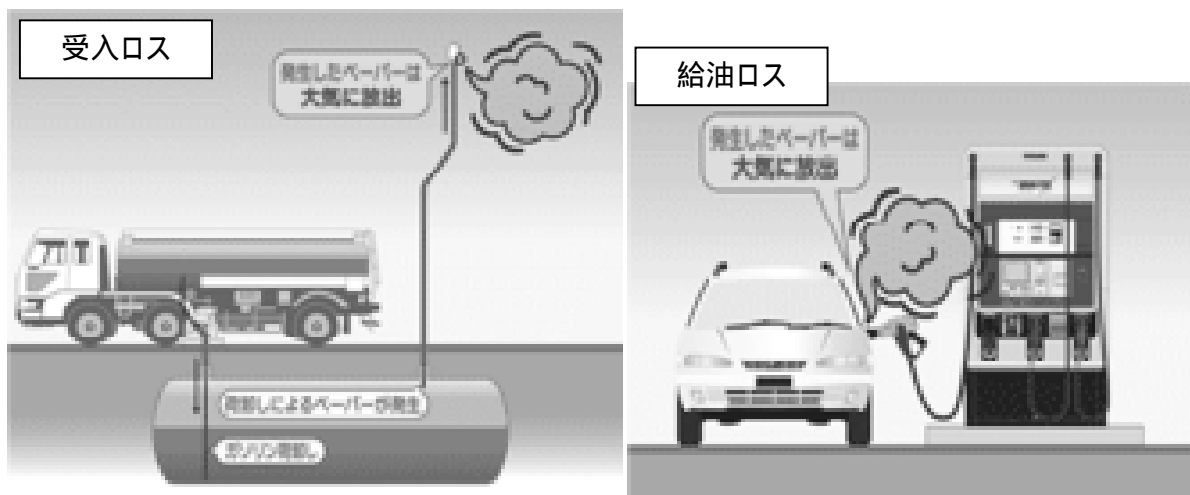 受入ロス
発生したベーパーは
大気に放出
荷卸しによるベーパーが発生
ガソリン荷卸し
給油ロス
発生したベーパーは
大気に放出